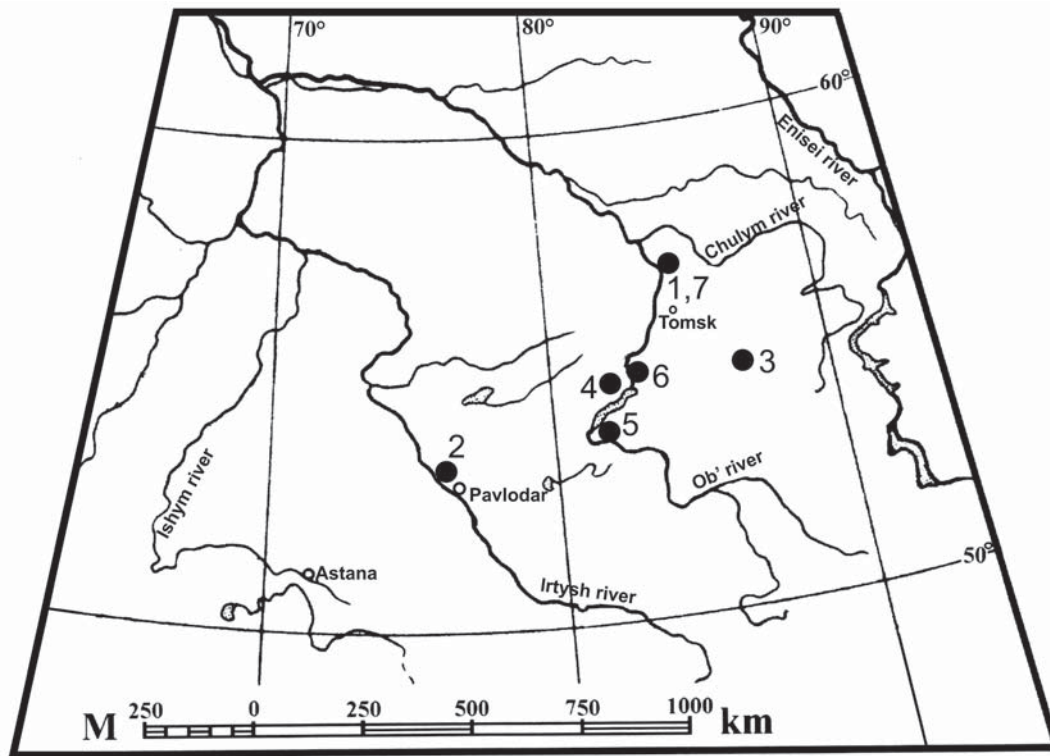 70°
80°
90°
60°
Enisei river
Chulym river
1,7
Tomsk
3
4
6
5
2
Pavlodar
Ob' river
Ishym river
50°
Astana
Irtysh river
M 250 0 250 500 750 1000 km